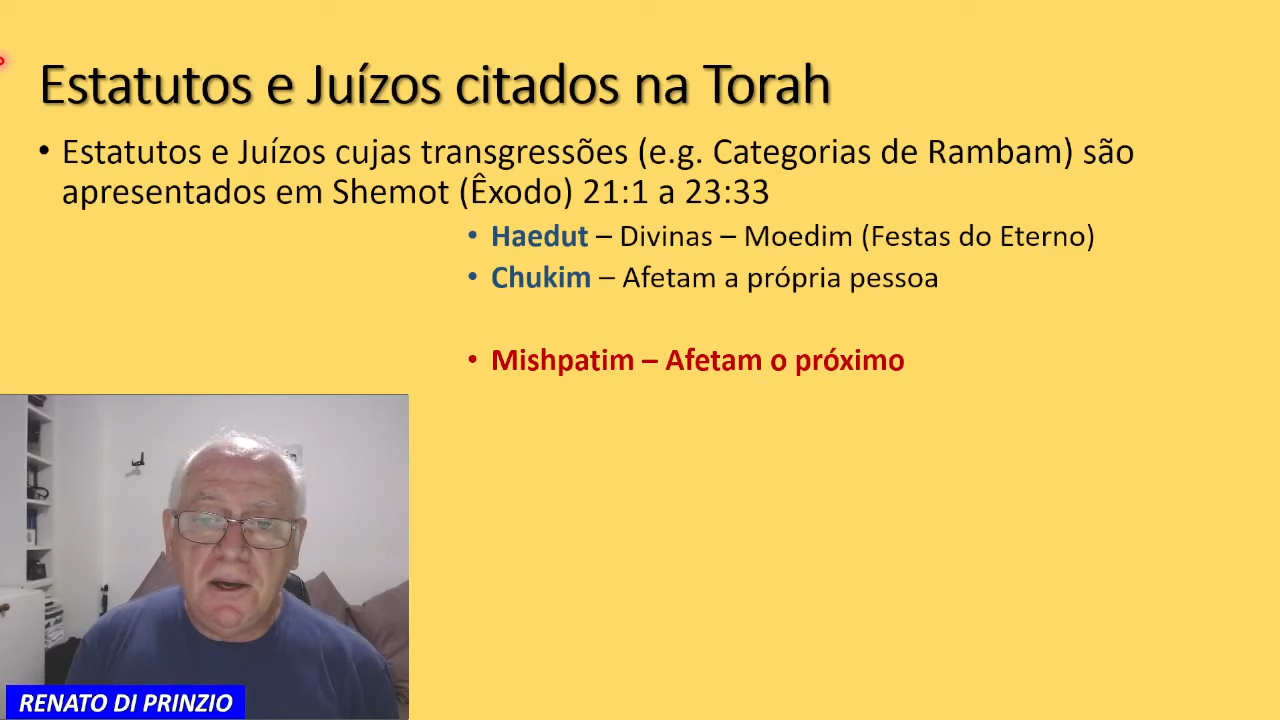 Estatutos e Juízos citados na Torah
• Estatutos e Juízos cujas transgressões (e.g. Categorias de Rambam) são
apresentados em Shemot (Êxodo) 21:1 a 23:33
• Haedut – Divinas – Moedim (Festas do Eterno)
• Chukim – Afetam a própria pessoa
• Mishpatim – Afetam o próximo
RENATO DI PRINZIO